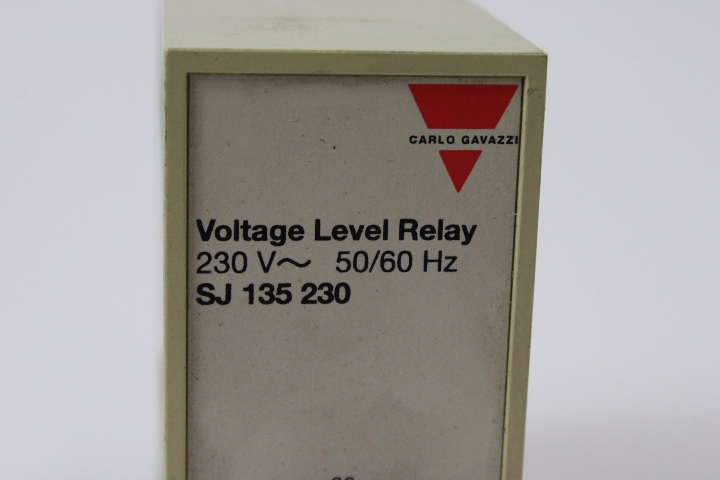 CARLO GAVAZZI
Voltage Level Relay
230 V~ 50/60 Hz
SJ 135 230